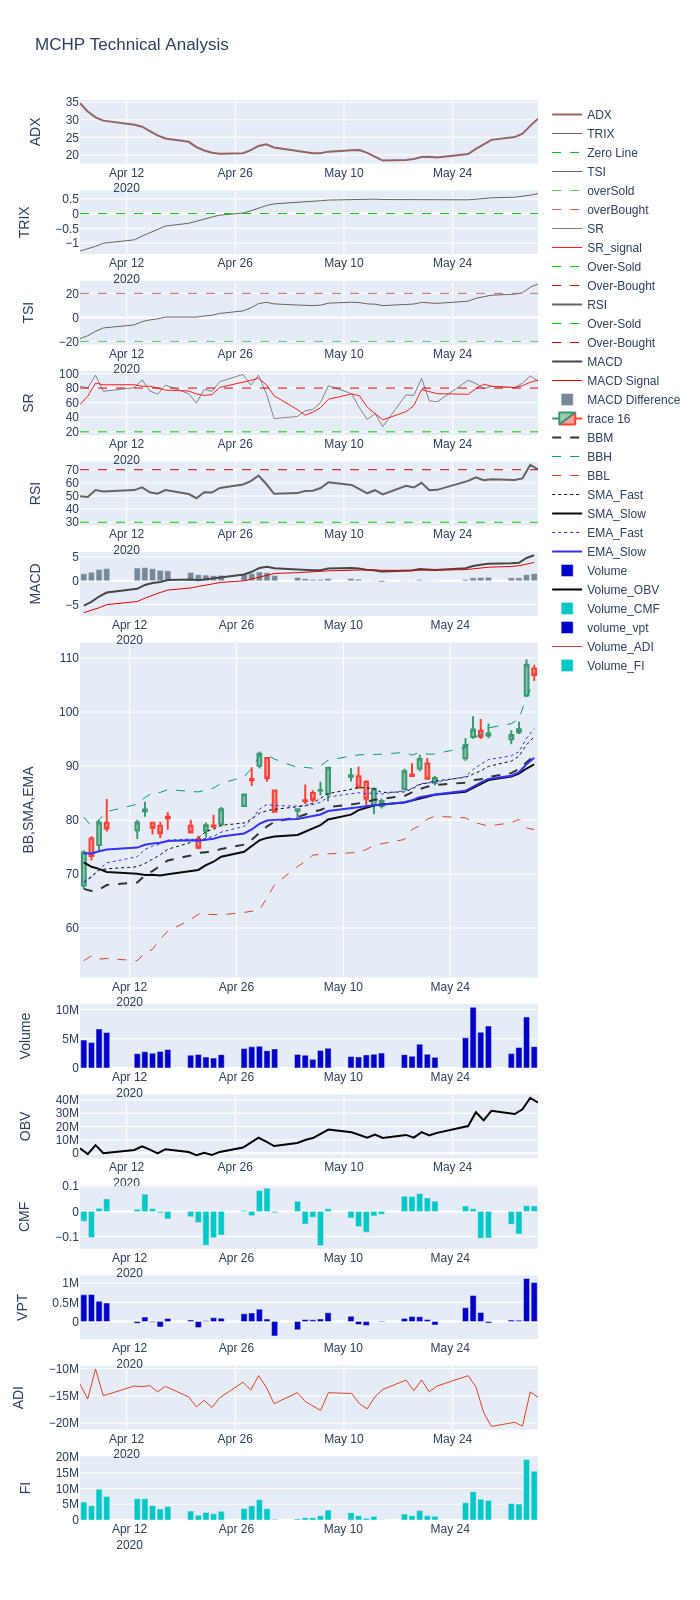 MCHP Technical Analysis
35
30
25
20
ADX
Apr 12
2020
Apr 26
May 10
May 24
0.5
0
−0.5
−1
TRIX
Apr 12
2020
Apr 26
May 10
May 24
20
0
−20
TSI
Apr 12
2020
Apr 26
May 10
May 24
100
80
60
40
20
SR
Apr 12
2020
Apr 26
May 10
May 24
70
60
50
40
30
RSI
Apr 12
2020
Apr 26
May 10
May 24
5
0
−5
MACD
Apr 12
2020
Apr 26
May 10
May 24
110
100
90
80
70
60
BB,SMA,EMA
Apr 12
2020
Apr 26
May 10
May 24
10M
5M
0
Volume
Apr 12
2020
Apr 26
May 10
May 24
40M
30M
20M
10M
0
OBV
Apr 12
2020
Apr 26
May 10
May 24
0.1
0
−0.1
CMF
Apr 12
2020
Apr 26
May 10
May 24
1M
0.5M
0
VPT
Apr 12
2020
Apr 26
May 10
May 24
−10M
−15M
−20M
ADI
Apr 12
2020
Apr 26
May 10
May 24
20M
15M
10M
5M
0
FI
Apr 12
2020
Apr 26
May 10
May 24
ADX
TRIX
Zero Line
TSI
overSold
overBought
SR
SR_signal
Over-Sold
Over-Bought
RSI
Over-Sold
Over-Bought
MACD
MACD Signal
MACD Difference
trace 16
BBM
BBH
BBL
SMA_Fast
SMA_Slow
EMA_Fast
EMA_Slow
Volume
Volume_OBV
Volume_CMF
volume_vpt
Volume_ADI
Volume_FI